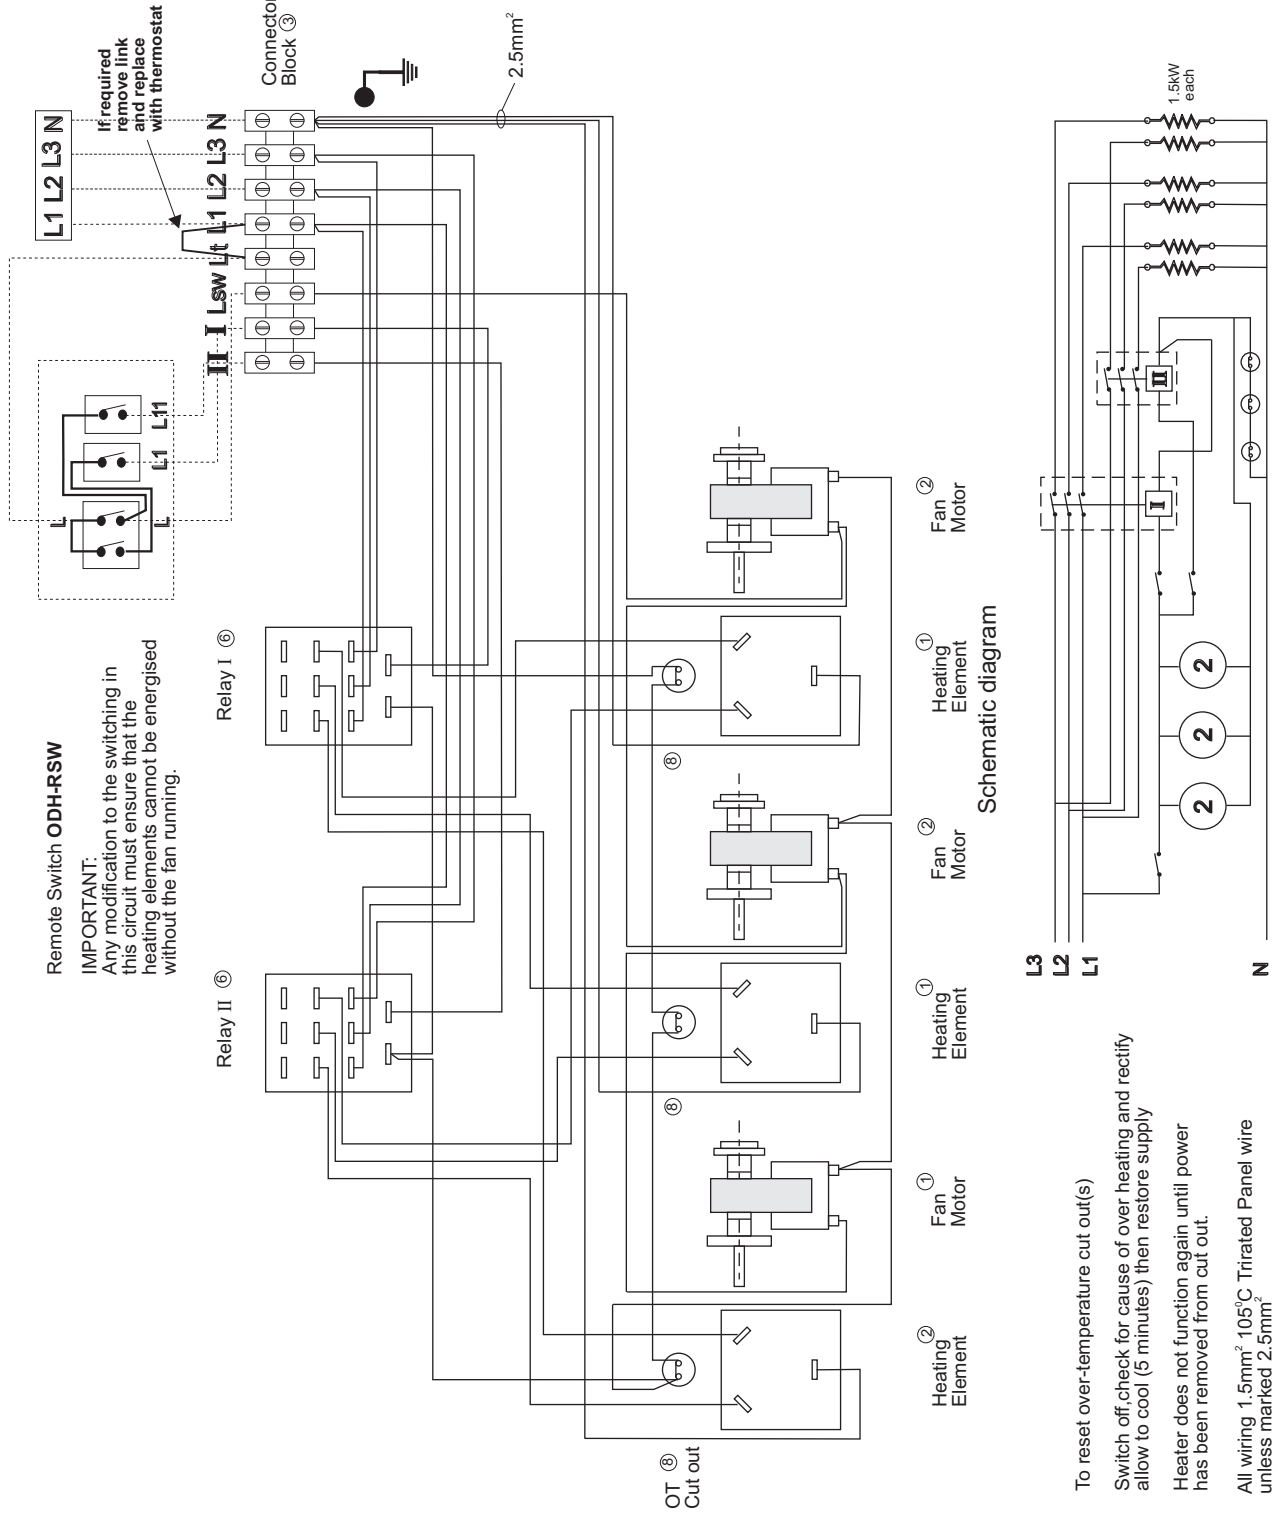 Remote Switch ODH-RSW
IMPORTANT:
Any modification to the switching in
this circuit must ensure that the
heating elements cannot be energised
without the fan running.
L
L
L1
L11
L1 L2 L3 N
If required
remove link
and replace
with thermostat
II I Lsw Lt L1 L2 L3 N
Connector
Block ③
2.5mm²
Relay II ⑥
Relay I ⑥
OT ⑧
Cut out
⑧
⑧
Heating ②
Element
Fan ①
Motor
Heating ①
Element
Fan ②
Motor
Heating ①
Element
Fan ②
Motor
Schematic diagram
L3
L2
L1
N
2
2
2
I
II
1.5kW
each
To reset over-temperature cut out(s)
Switch off,check for cause of over heating and rectify
allow to cool (5 minutes) then restore supply
Heater does not function again until power
has been removed from cut out.
All wiring 1.5mm² 105⁰C Trirated Panel wire
unless marked 2.5mm²